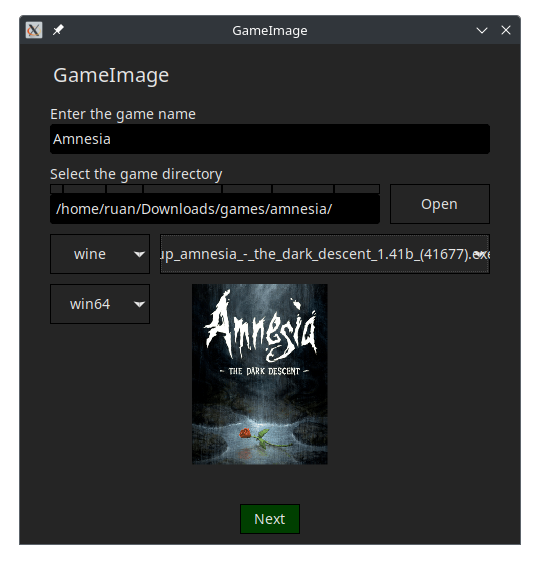 GameImage
GameImage
Enter the game name
Amnesia
Select the game directory
/home/ruan/Downloads/games/amnesia/
Open
wine
up_amnesia_-_the_dark_descent_1.41b_(41677).exe
win64
Amnesia
- THE DARK DESCENT -
Next